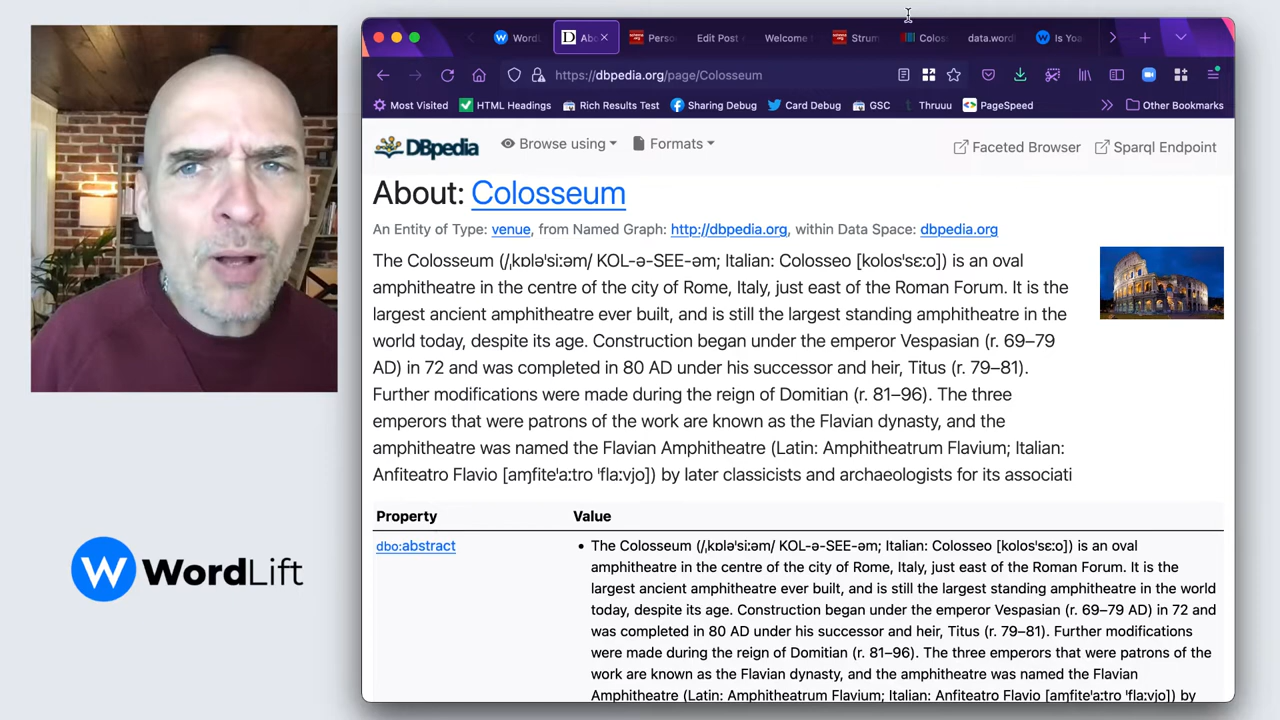 WordL
D Abo
Perso
Edit Post
Welcome
Strum
Colos
data.word
Is Yoa
https://dbpedia.org/page/Colosseum
Most Visited HTML Headings Rich Results Test Sharing Debug Card Debug GSC Thruuu PageSpeed Other Bookmarks
DBpedia Browse using Formats Faceted Browser Sparql Endpoint
About: Colosseum
An Entity of Type: venue, from Named Graph: http://dbpedia.org, within Data Space: dbpedia.org
The Colosseum (/ˌkɒləˈsiːəm/ KOL-ə-SEE-əm; Italian: Colosseo [kolosˈsɛːo]) is an oval
amphitheatre in the centre of the city of Rome, Italy, just east of the Roman Forum. It is the
largest ancient amphitheatre ever built, and is still the largest standing amphitheatre in the
world today, despite its age. Construction began under the emperor Vespasian (r. 69–79
AD) in 72 and was completed in 80 AD under his successor and heir, Titus (r. 79–81).
Further modifications were made during the reign of Domitian (r. 81–96). The three
emperors that were patrons of the work are known as the Flavian dynasty, and the
amphitheatre was named the Flavian Amphitheatre (Latin: Amphitheatrum Flavium; Italian:
Anfiteatro Flavio [aɱfiteˈaːtro ˈflaːvjo]) by later classicists and archaeologists for its associati
Property Value
dbo:abstract
• The Colosseum (/ˌkɒləˈsiːəm/ KOL-ə-SEE-əm; Italian: Colosseo [kolosˈsɛːo]) is an oval
amphitheatre in the centre of the city of Rome, Italy, just east of the Roman Forum. It is the
largest ancient amphitheatre ever built, and is still the largest standing amphitheatre in the world
today, despite its age. Construction began under the emperor Vespasian (r. 69–79 AD) in 72 and
was completed in 80 AD under his successor and heir, Titus (r. 79–81). Further modifications
were made during the reign of Domitian (r. 81–96). The three emperors that were patrons of the
work are known as the Flavian dynasty, and the amphitheatre was named the Flavian
Amphitheatre (Latin: Amphitheatrum Flavium; Italian: Anfiteatro Flavio [aɱfiteˈaːtro ˈflaːvjo]) by
W WordLift